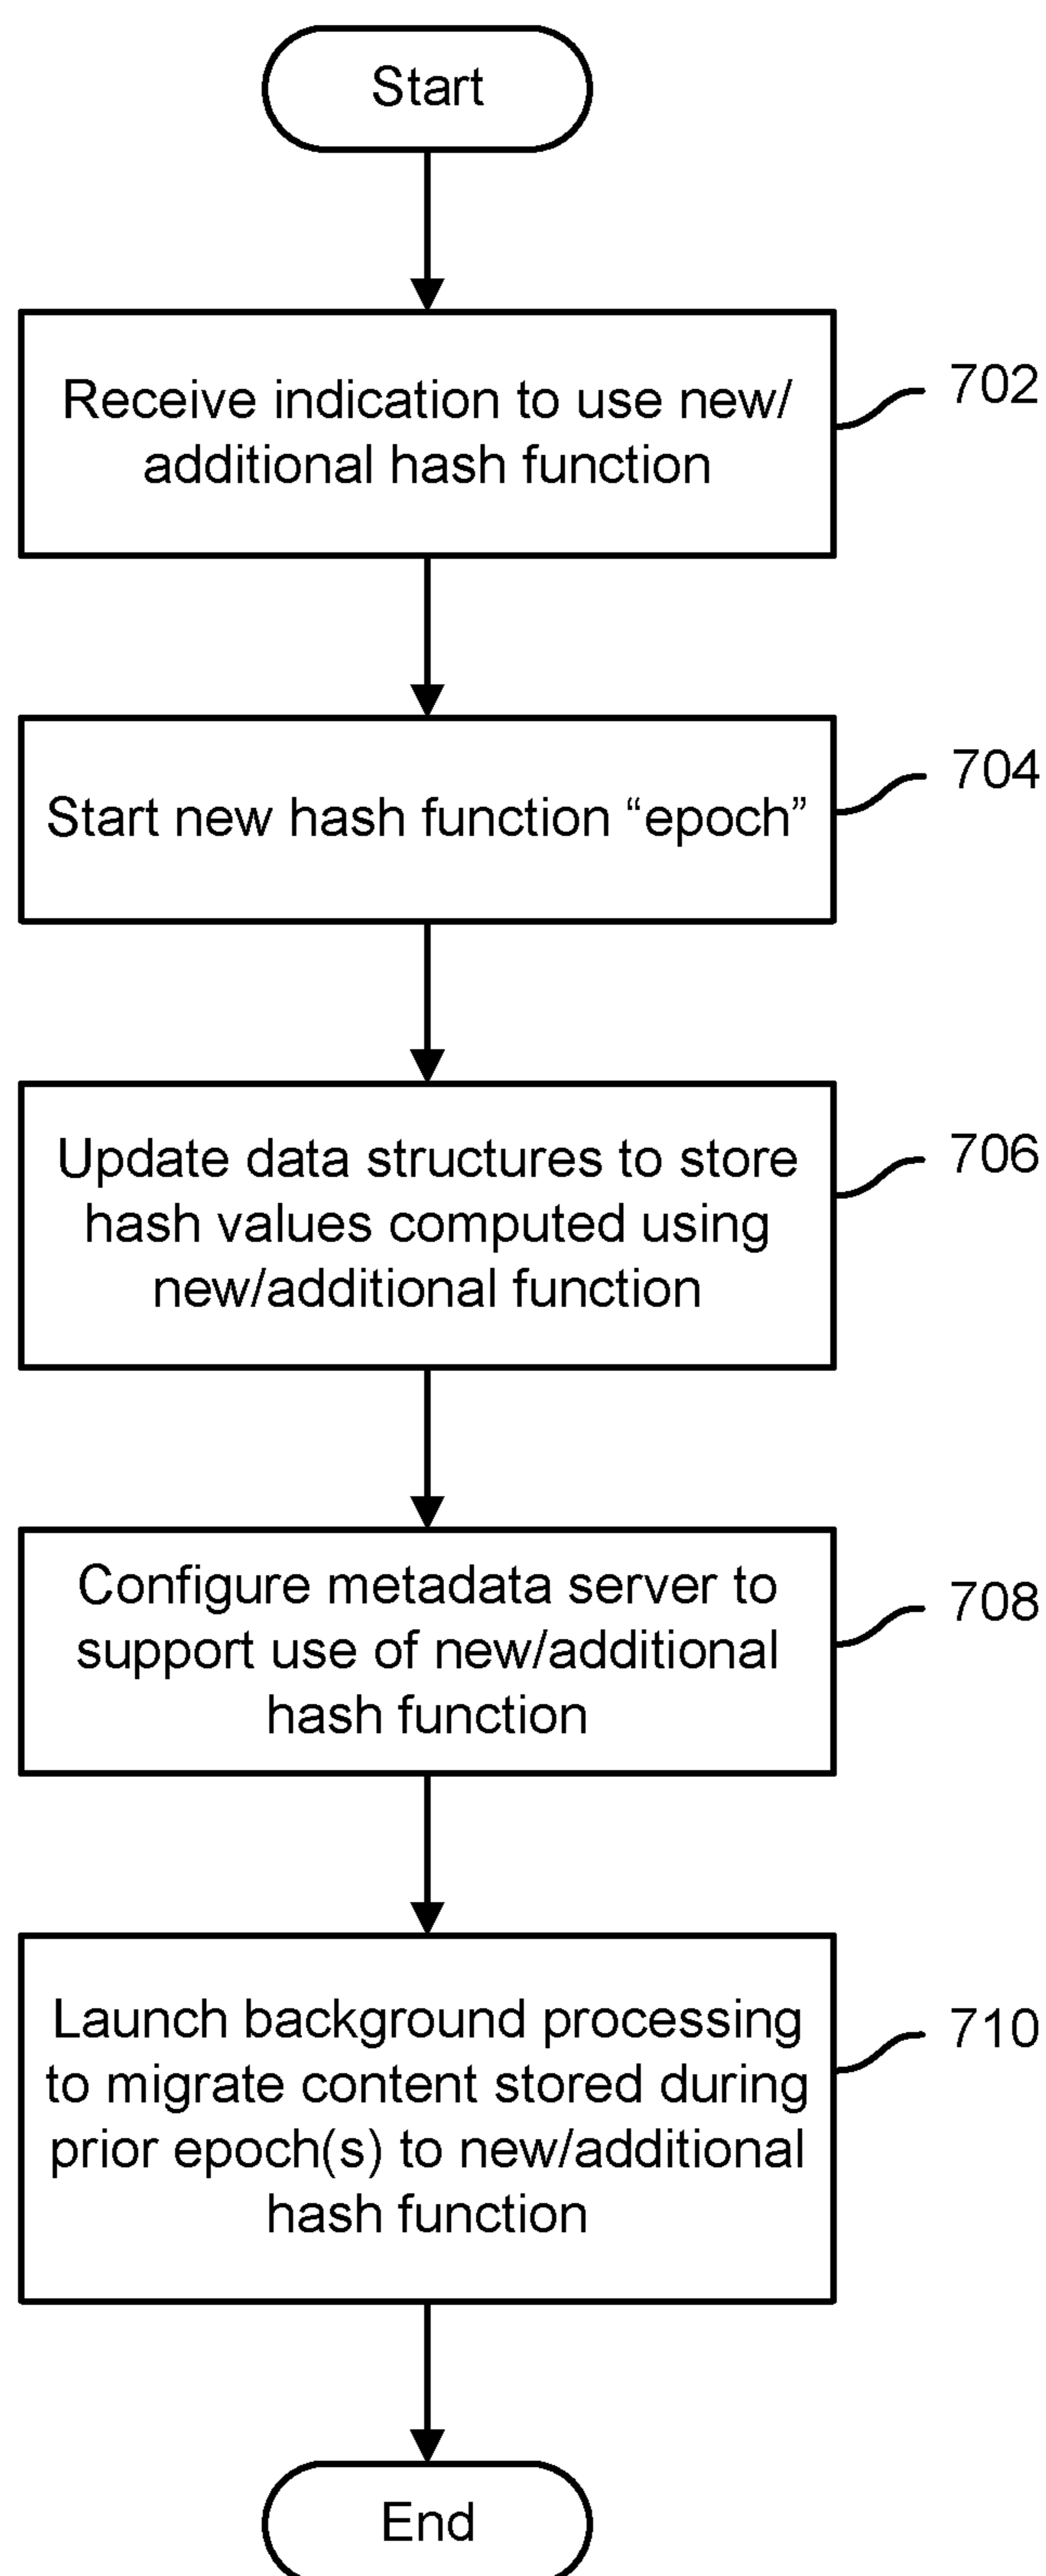 Start
Receive indication to use new/
additional hash function
702
Start new hash function “epoch”
704
Update data structures to store
hash values computed using
new/additional function
706
Configure metadata server to
support use of new/additional
hash function
708
Launch background processing
to migrate content stored during
prior epoch(s) to new/additional
hash function
710
End